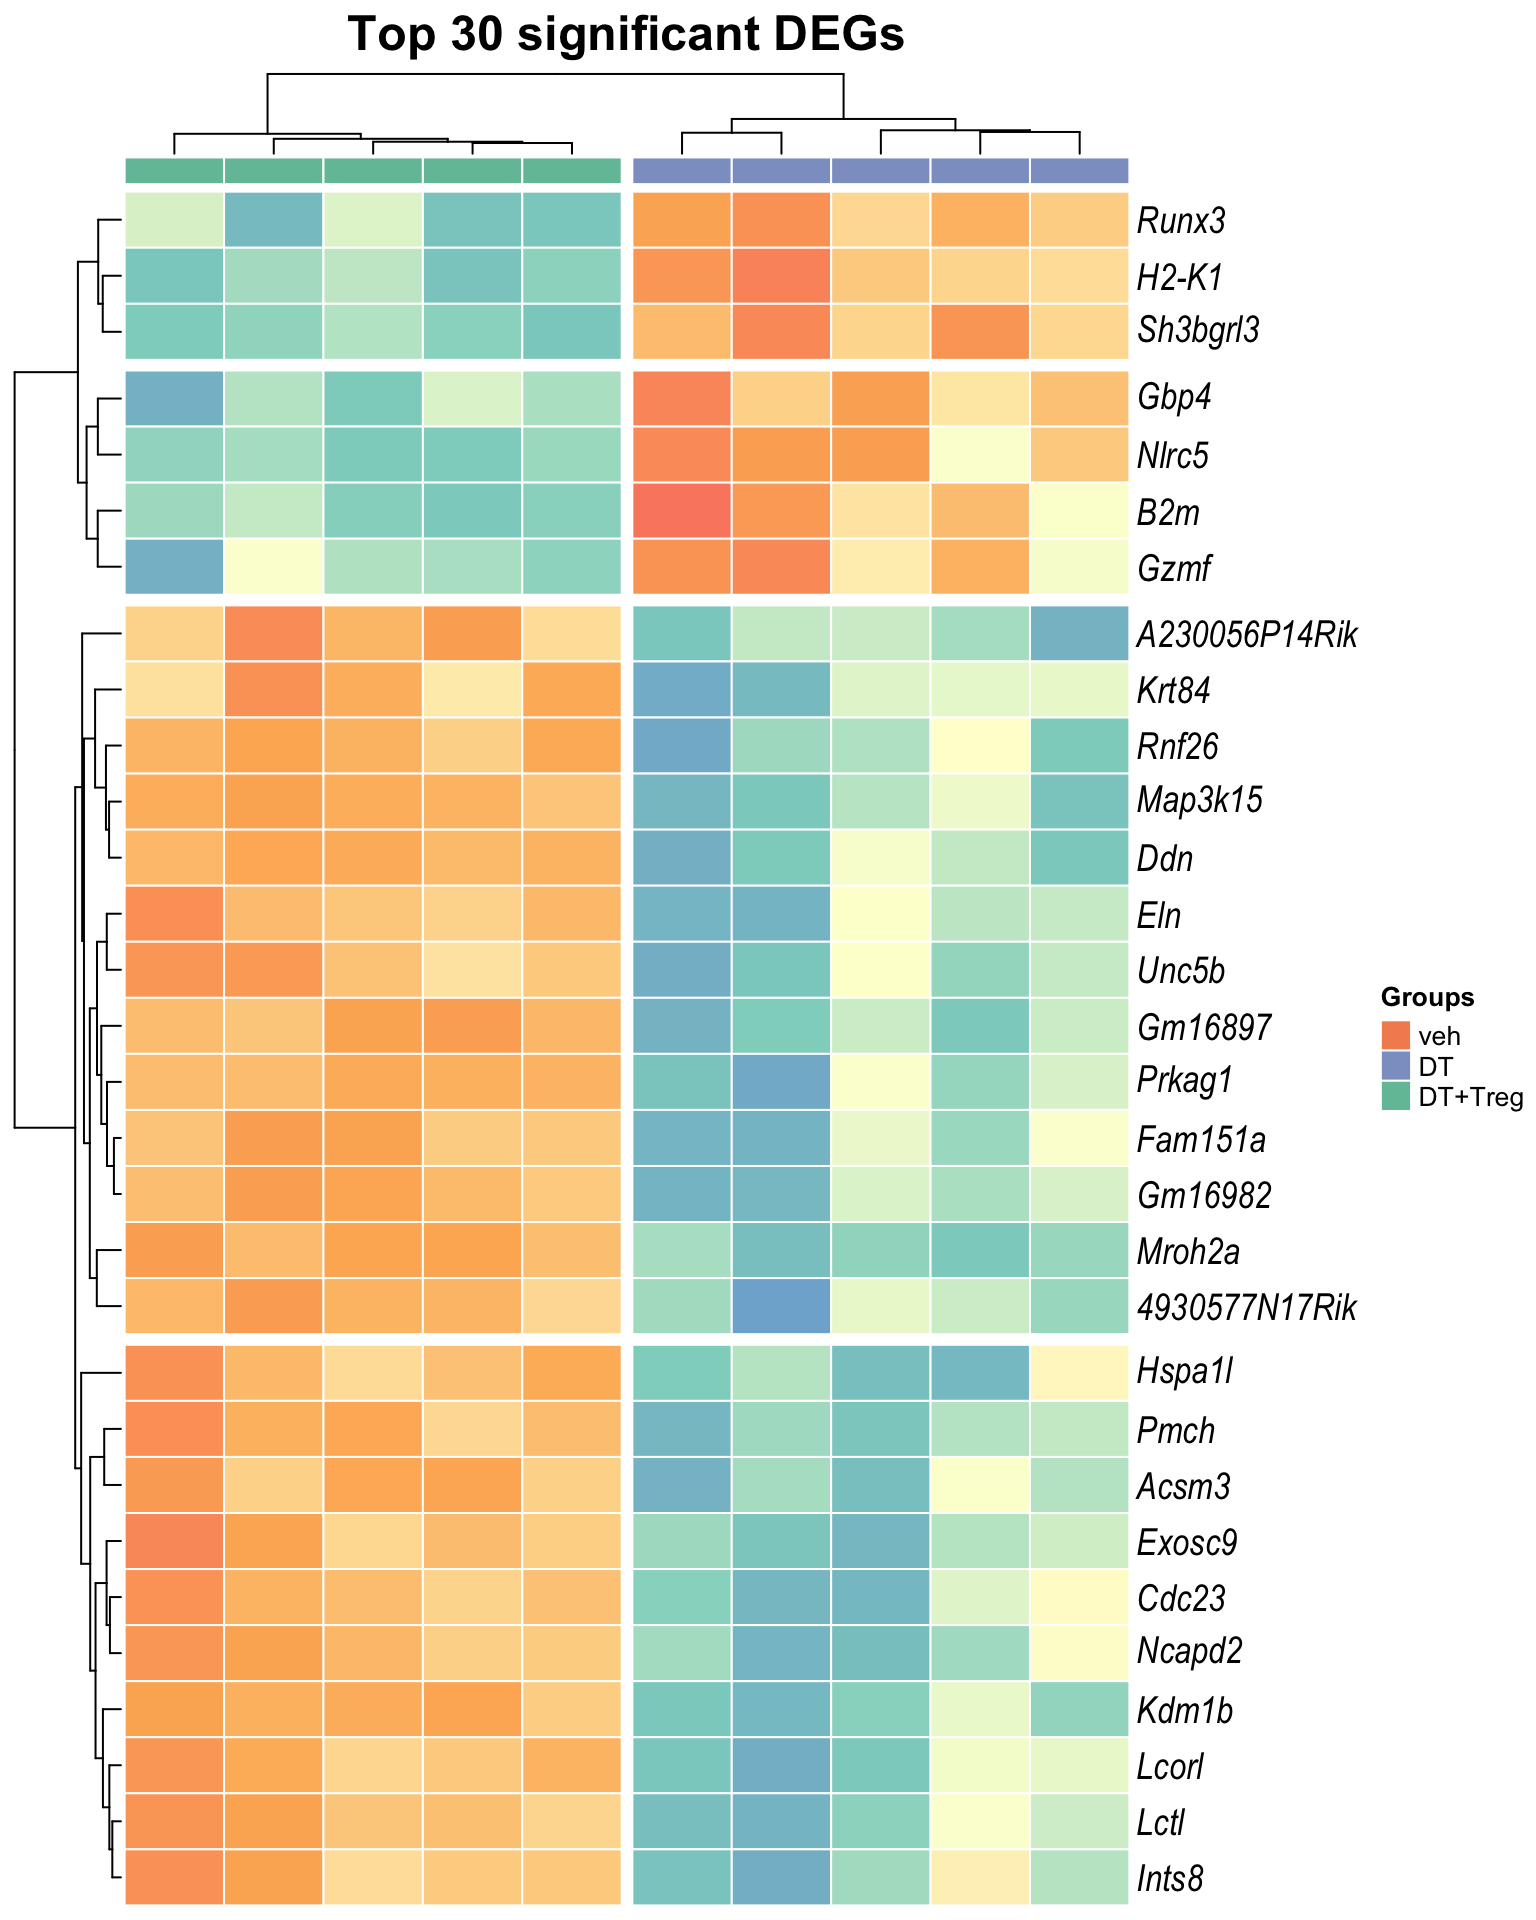 Top 30 significant DEGs
Runx3
H2-K1
Sh3bgrl3
Gbp4
Nlrc5
B2m
Gzmf
A230056P14Rik
Krt84
Rnf26
Map3k15
Ddn
Eln
Unc5b
Gm16897
Prkag1
Fam151a
Gm16982
Mroh2a
4930577N17Rik
Hspa1l
Pmch
Acsm3
Exosc9
Cdc23
Ncapd2
Kdm1b
Lcorl
Lctl
Ints8
Groups
veh
DT
DT+Treg